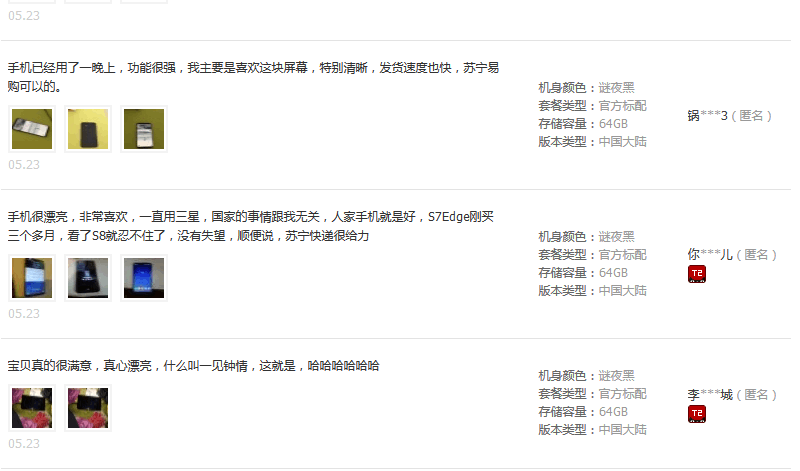 05.23
手机已经用了一晚上，功能很强，我主要是喜欢这块屏幕，特别清晰，发货速度也快，苏宁易
购可以的。
机身颜色：谜夜黑
套餐类型：官方标配
存储容量：64GB
版本类型：中国大陆
锅***3（匿名）
05.23
手机很漂亮，非常喜欢，一直用三星，国家的事情跟我无关，人家手机就是好，S7Edge刚买
三个多月，看了S8就忍不住了，没有失望，顺便说，苏宁快递很给力
机身颜色：谜夜黑
套餐类型：官方标配
存储容量：64GB
版本类型：中国大陆
你***儿（匿名）
T2
05.23
宝贝真的很满意，真心漂亮，什么叫一见钟情，这就是，哈哈哈哈哈哈
机身颜色：谜夜黑
套餐类型：官方标配
存储容量：64GB
版本类型：中国大陆
李***城（匿名）
T2
05.23